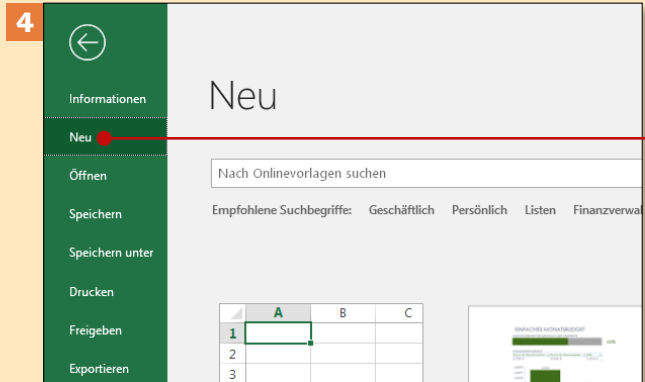 4
Informationen
Neu
Öffnen
Speichern
Speichern unter
Drucken
Freigeben
Exportieren
Neu
Nach Onlinevorlagen suchen
Empfohlene Suchbegriffe: Geschäftlich Persönlich Listen Finanzverwal
A B C
1
2
3
EINFACHES MONATSBUDGET